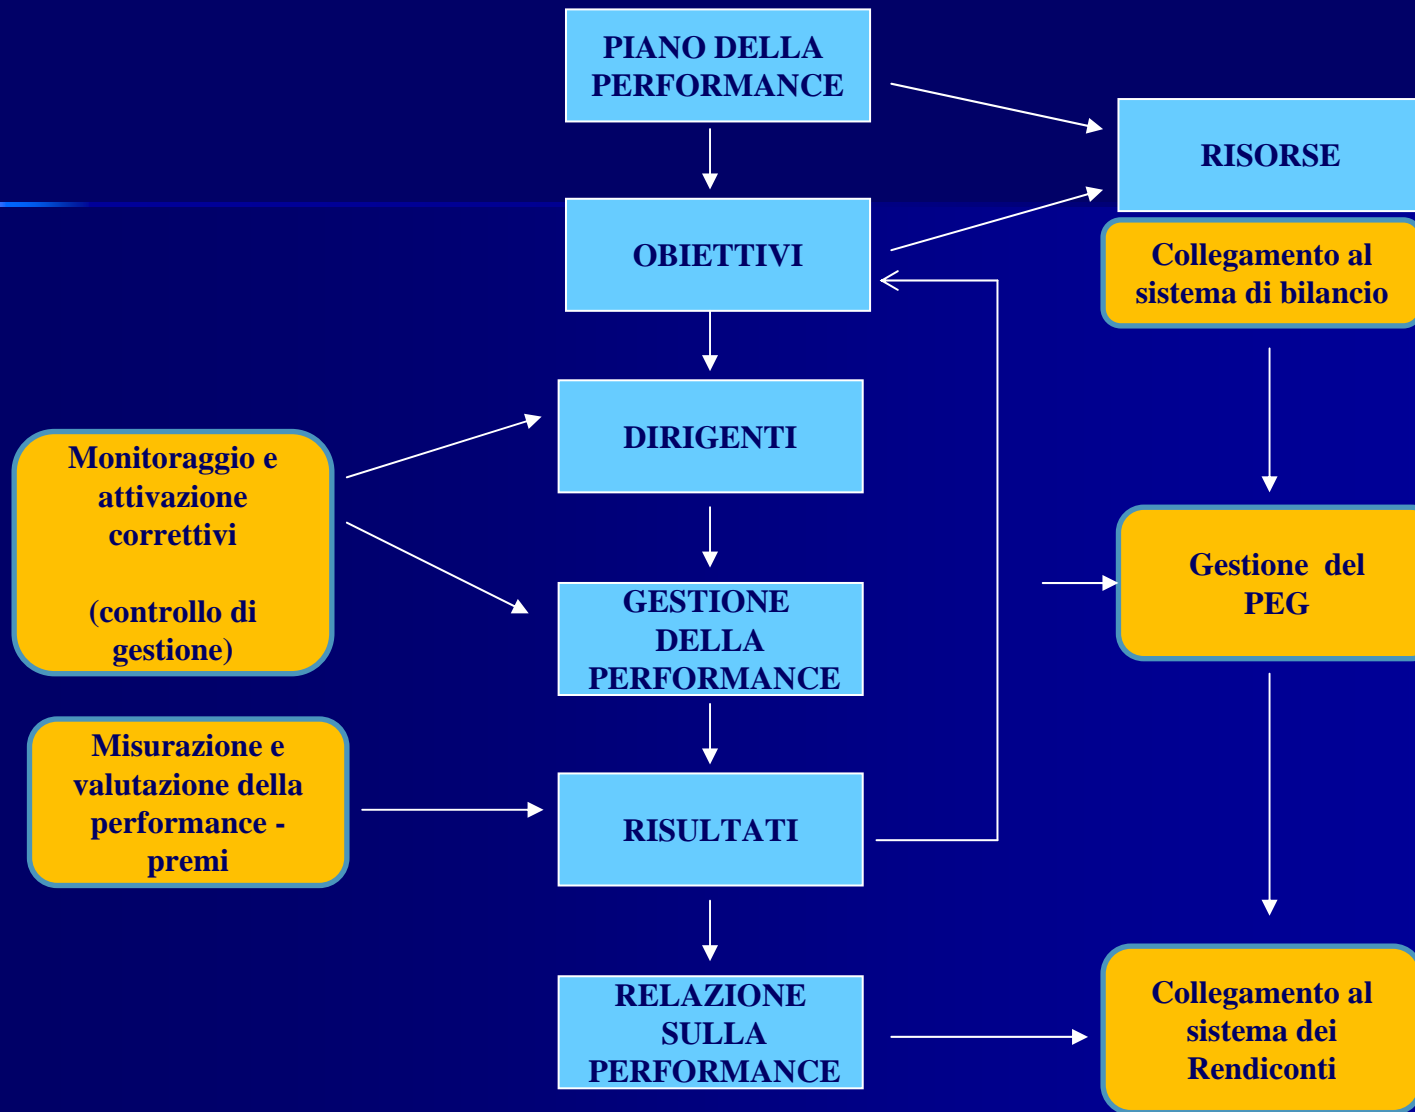 PIANO DELLA
PERFORMANCE
RISORSE
OBIETTIVI
Collegamento al
sistema di bilancio
DIRIGENTI
Monitoraggio e
attivazione
correttivi
(controllo di
gestione)
Gestione del
PEG
GESTIONE
DELLA
PERFORMANCE
Misurazione e
valutazione della
performance -
premi
RISULTATI
RELAZIONE
SULLA
PERFORMANCE
Collegamento al
sistema dei
Rendiconti